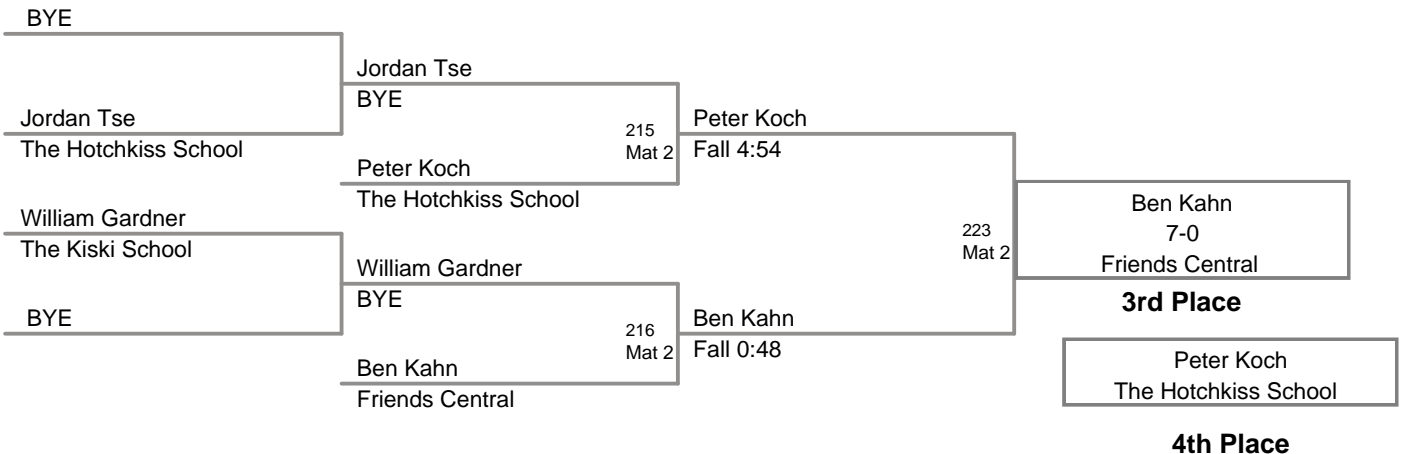 BYE
Jordan Tse
The Hotchkiss School
William Gardner
The Kiski School
BYE
Jordan Tse
BYE
215
Mat 2
Peter Koch
The Hotchkiss School
William Gardner
BYE
216
Mat 2
Ben Kahn
Friends Central
Peter Koch
Fall 4:54
223
Mat 2
Ben Kahn
Fall 0:48
Ben Kahn
7-0
Friends Central
3rd Place
Peter Koch
The Hotchkiss School
4th Place